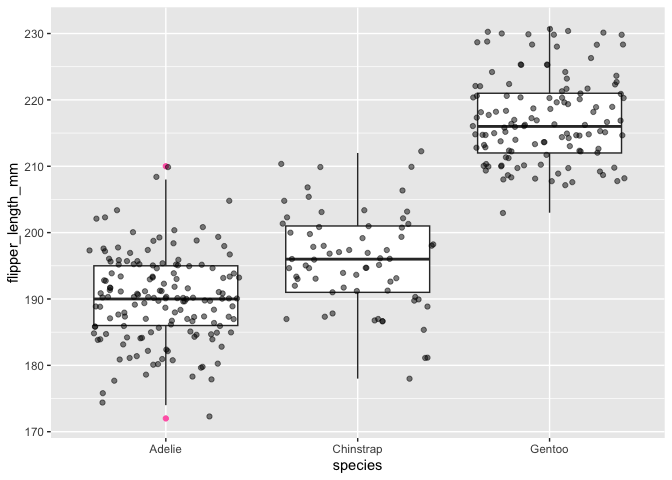 230
220
210
200
190
180
170
flipper_length_mm
Adelie
Chinstrap
Gentoo
species